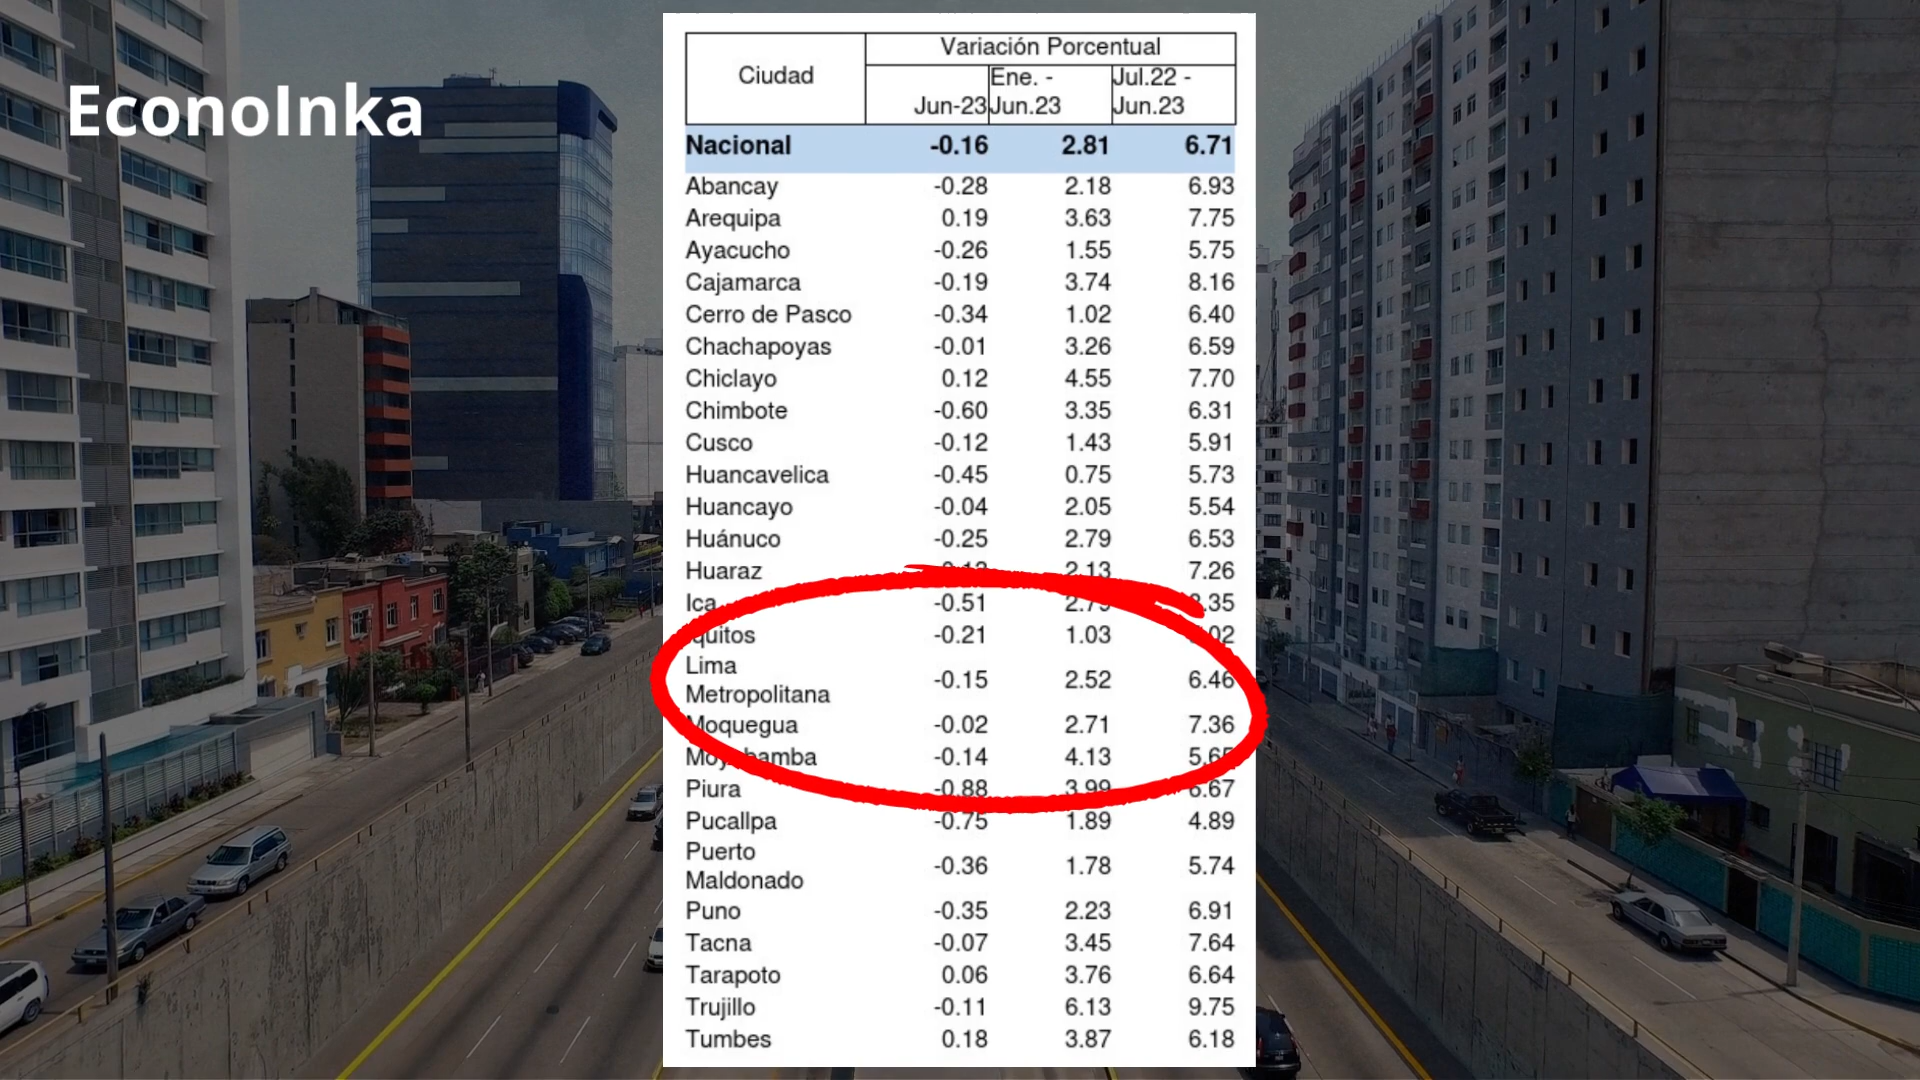 EconoInka
Ciudad
Variación Porcentual
Jun-23
Ene. -
Jun.23
Jul.22 -
Jun.23
Nacional -0.16 2.81 6.71
Abancay -0.28 2.18 6.93
Arequipa 0.19 3.63 7.75
Ayacucho -0.26 1.55 5.75
Cajamarca -0.19 3.74 8.16
Cerro de Pasco -0.34 1.02 6.40
Chachapoyas -0.01 3.26 6.59
Chiclayo 0.12 4.55 7.70
Chimbote -0.60 3.35 6.31
Cusco -0.12 1.43 5.91
Huancavelica -0.45 0.75 5.73
Huancayo -0.04 2.05 5.54
Huánuco -0.25 2.79 6.53
Huaraz 2.13 7.26
Ica -0.51
-0.21 1.03
Lima
Metropolitana -0.15 2.52 6.46
Moquegua -0.02 2.71 7.36
-0.14 4.13
Piura -0.88 3.99
Pucallpa -0.75 1.89 4.89
Puerto
Maldonado -0.36 1.78 5.74
Puno -0.35 2.23 6.91
Tacna -0.07 3.45 7.64
Tarapoto 0.06 3.76 6.64
Trujillo -0.11 6.13 9.75
Tumbes 0.18 3.87 6.18